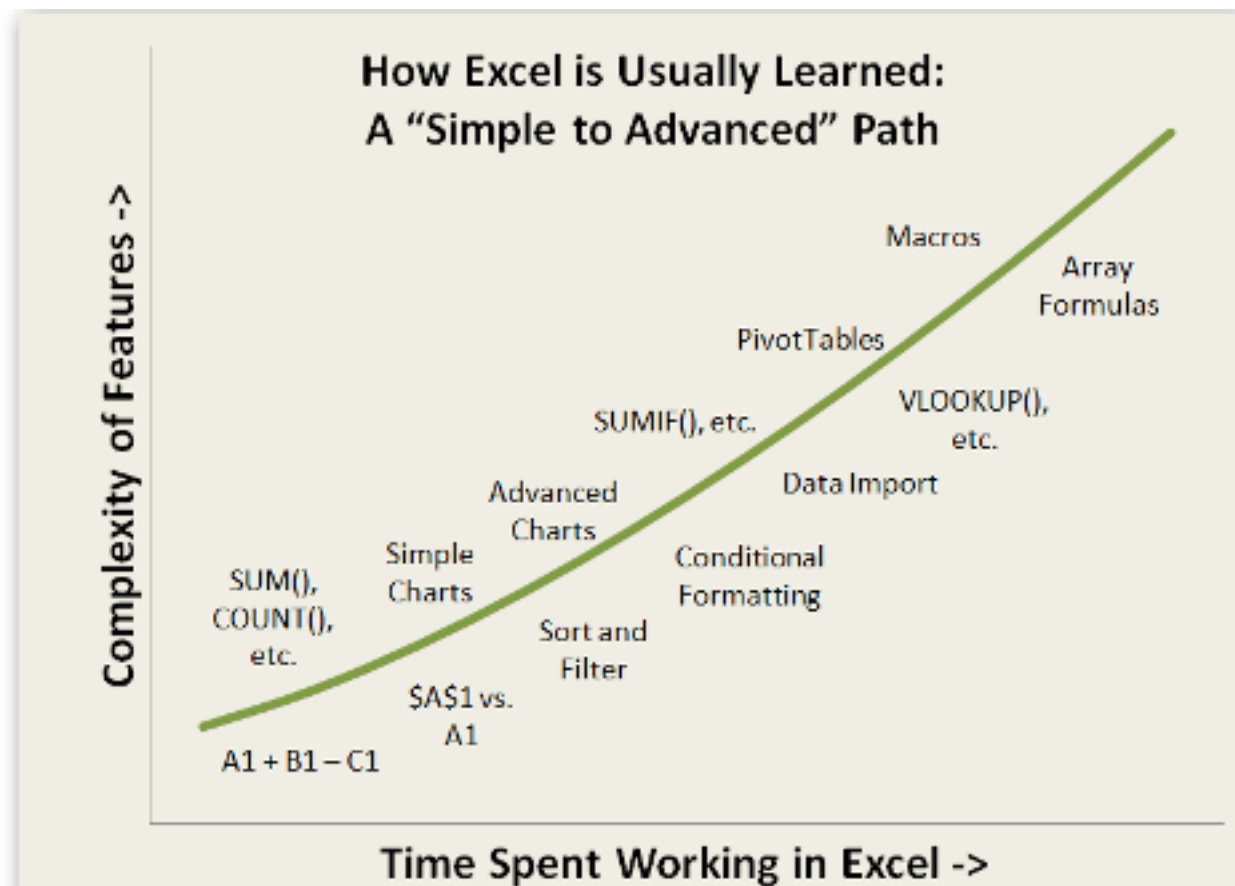 How Excel is Usually Learned:
A “Simple to Advanced” Path
Complexity of Features ->
Macros
Array
Formulas
PivotTables
VLOOKUP(),
etc.
SUMIF(), etc.
Data Import
Advanced
Charts
Conditional
Formatting
Simple
Charts
Sort and
Filter
SUM(),
COUNT(),
etc.
$A$1 vs.
A1
A1 + B1 – C1
Time Spent Working in Excel ->